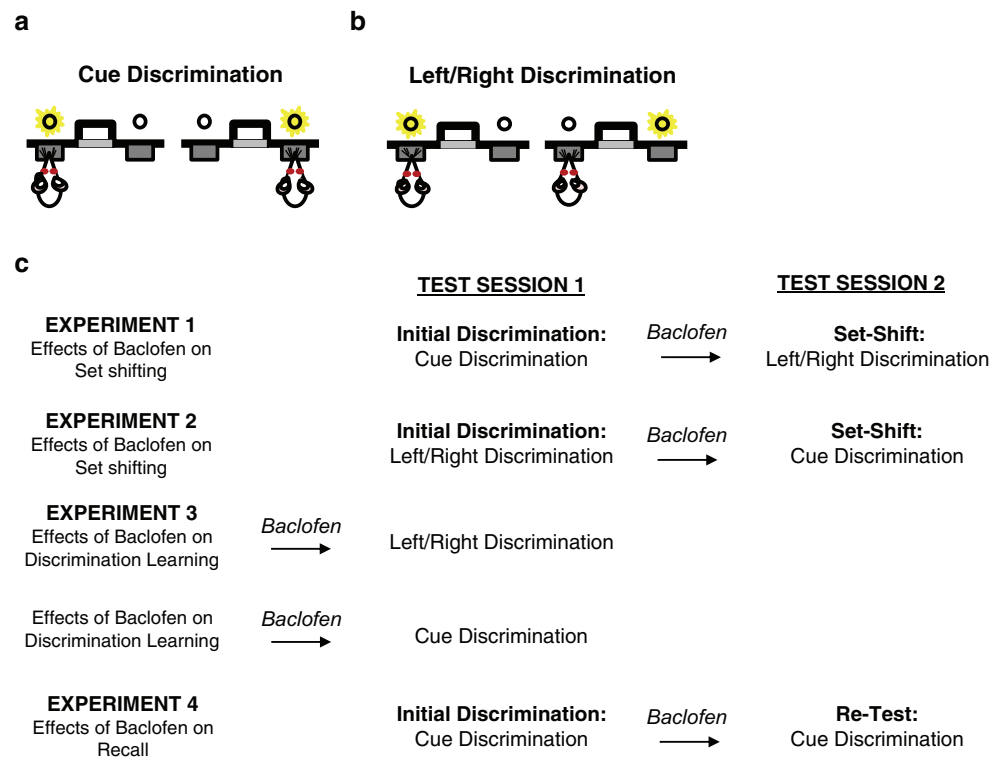 a
b
Cue Discrimination
Left/Right Discrimination
c
TEST SESSION 1
TEST SESSION 2
EXPERIMENT 1
Effects of Baclofen on
Set shifting
Initial Discrimination:
Cue Discrimination
Baclofen
Set-Shift:
Left/Right Discrimination
EXPERIMENT 2
Effects of Baclofen on
Set shifting
Initial Discrimination:
Left/Right Discrimination
Baclofen
Set-Shift:
Cue Discrimination
EXPERIMENT 3
Effects of Baclofen on
Discrimination Learning
Baclofen
Left/Right Discrimination
Effects of Baclofen on
Discrimination Learning
Baclofen
Cue Discrimination
EXPERIMENT 4
Effects of Baclofen on
Recall
Initial Discrimination:
Cue Discrimination
Baclofen
Re-Test:
Cue Discrimination